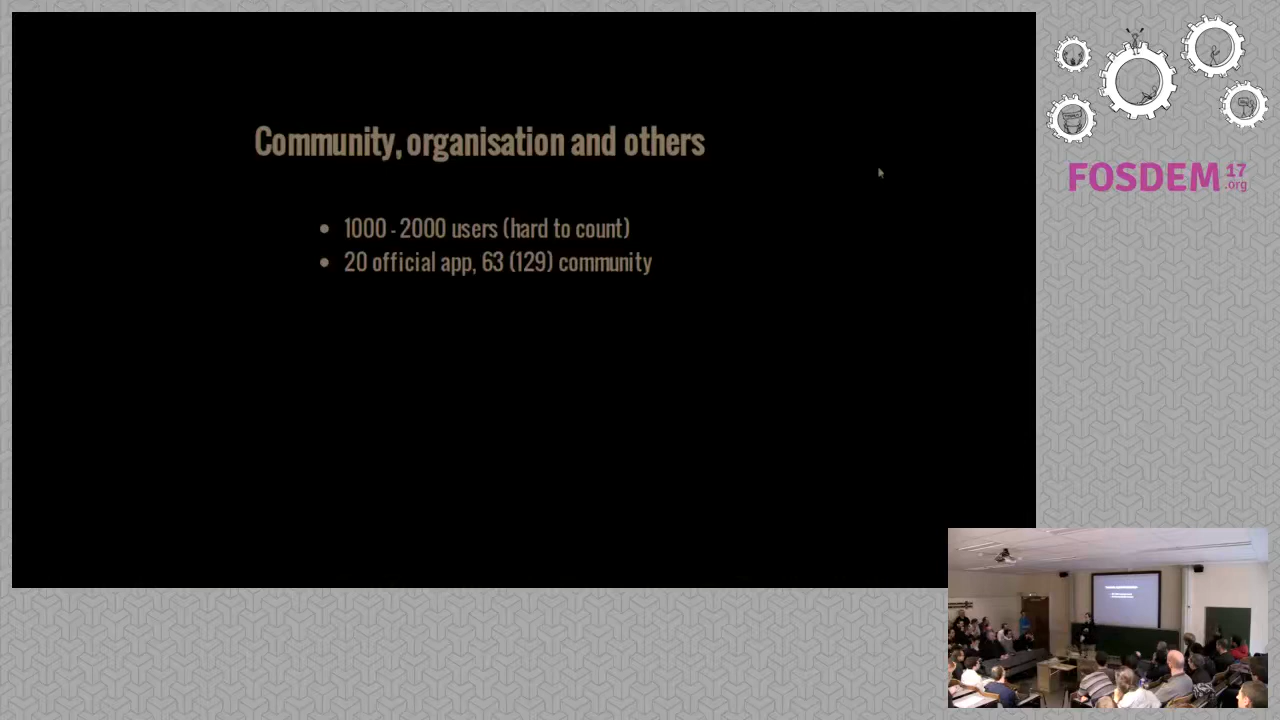 Community, organisation and others
1000 - 2000 users (hard to count)
20 official app, 63 (129) community
FOSDEM 17
.org